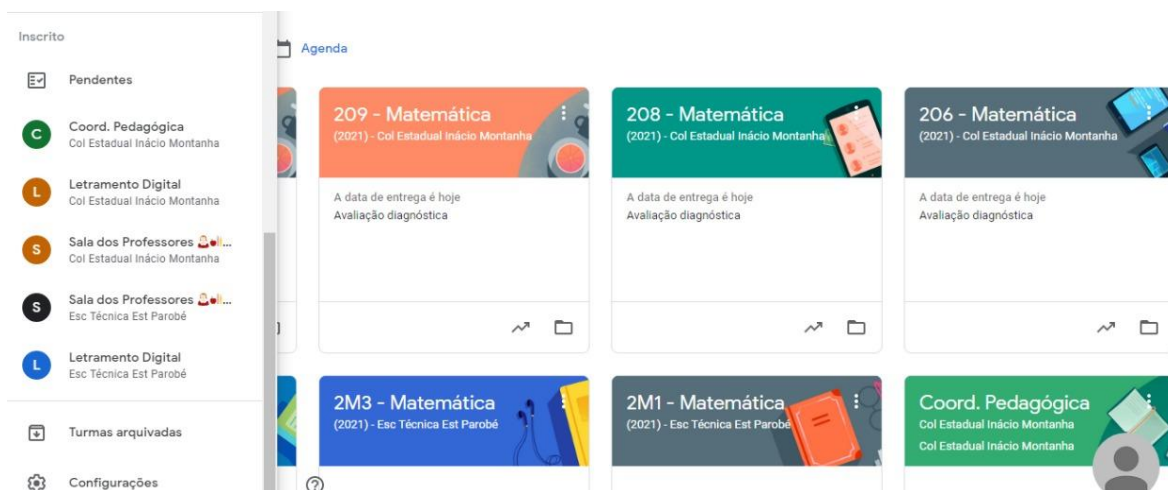 Inscrito
Pendentes
C
Coord. Pedagógica
Col Estadual Inácio Montanha
L
Letramento Digital
Col Estadual Inácio Montanha
S
Sala dos Professores 🎅🍎...
Col Estadual Inácio Montanha
S
Sala dos Professores 🎅🍎...
Esc Técnica Est Parobé
L
Letramento Digital
Esc Técnica Est Parobé
Turmas arquivadas
Configurações
Agenda
209 - Matemática
(2021) - Col Estadual Inácio Montanha
A data de entrega é hoje
Avaliação diagnóstica
208 - Matemática
(2021) - Col Estadual Inácio Montanha
A data de entrega é hoje
Avaliação diagnóstica
206 - Matemática
(2021) - Col Estadual Inácio Montanha
A data de entrega é hoje
Avaliação diagnóstica
2M3 - Matemática
(2021) - Esc Técnica Est Parobé
2M1 - Matemática
(2021) - Esc Técnica Est Parobé
Coord. Pedagógica
Col Estadual Inácio Montanha
Col Estadual Inácio Montanha